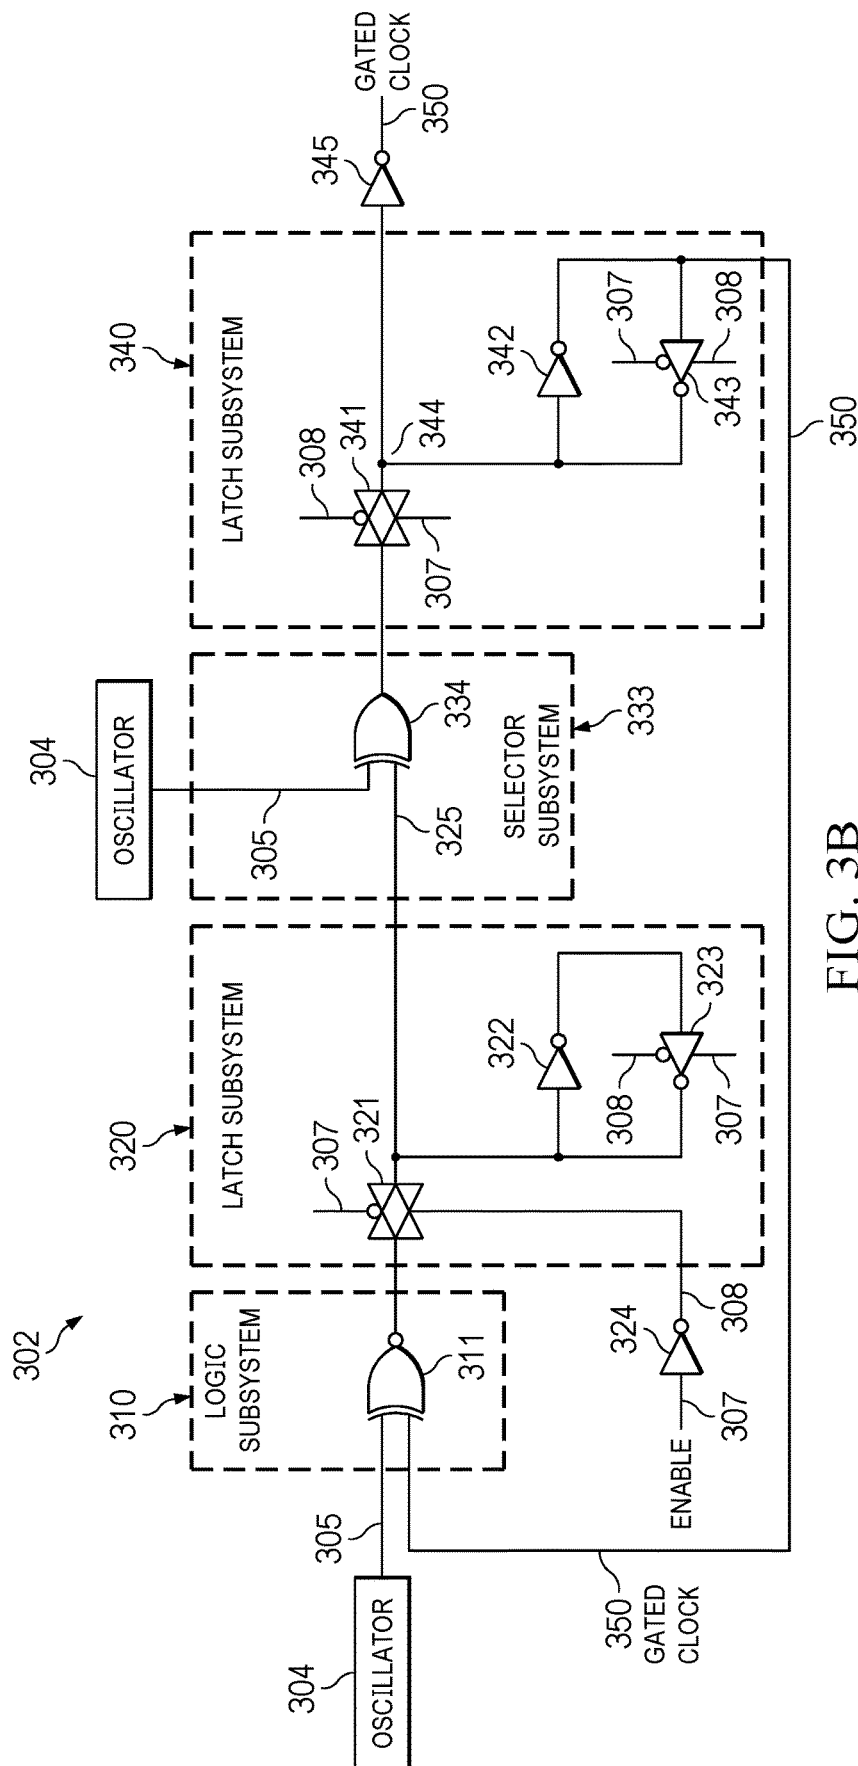 302
304
OSCILLATOR
305
310
LOGIC
SUBSYSTEM
311
350
GATED
CLOCK
ENABLE
307
324
308
320
LATCH SUBSYSTEM
307
321
322
308
323
307
304
OSCILLATOR
305
325
334
SELECTOR
SUBSYSTEM
333
340
LATCH SUBSYSTEM
308
341
307
344
342
307
308
343
350
345
350
GATED
CLOCK
FIG. 3B